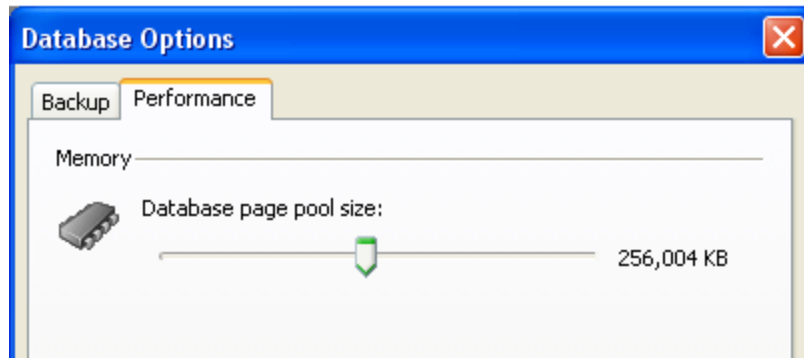 Database Options
Backup Performance
Memory
Database page pool size:
256,004 KB